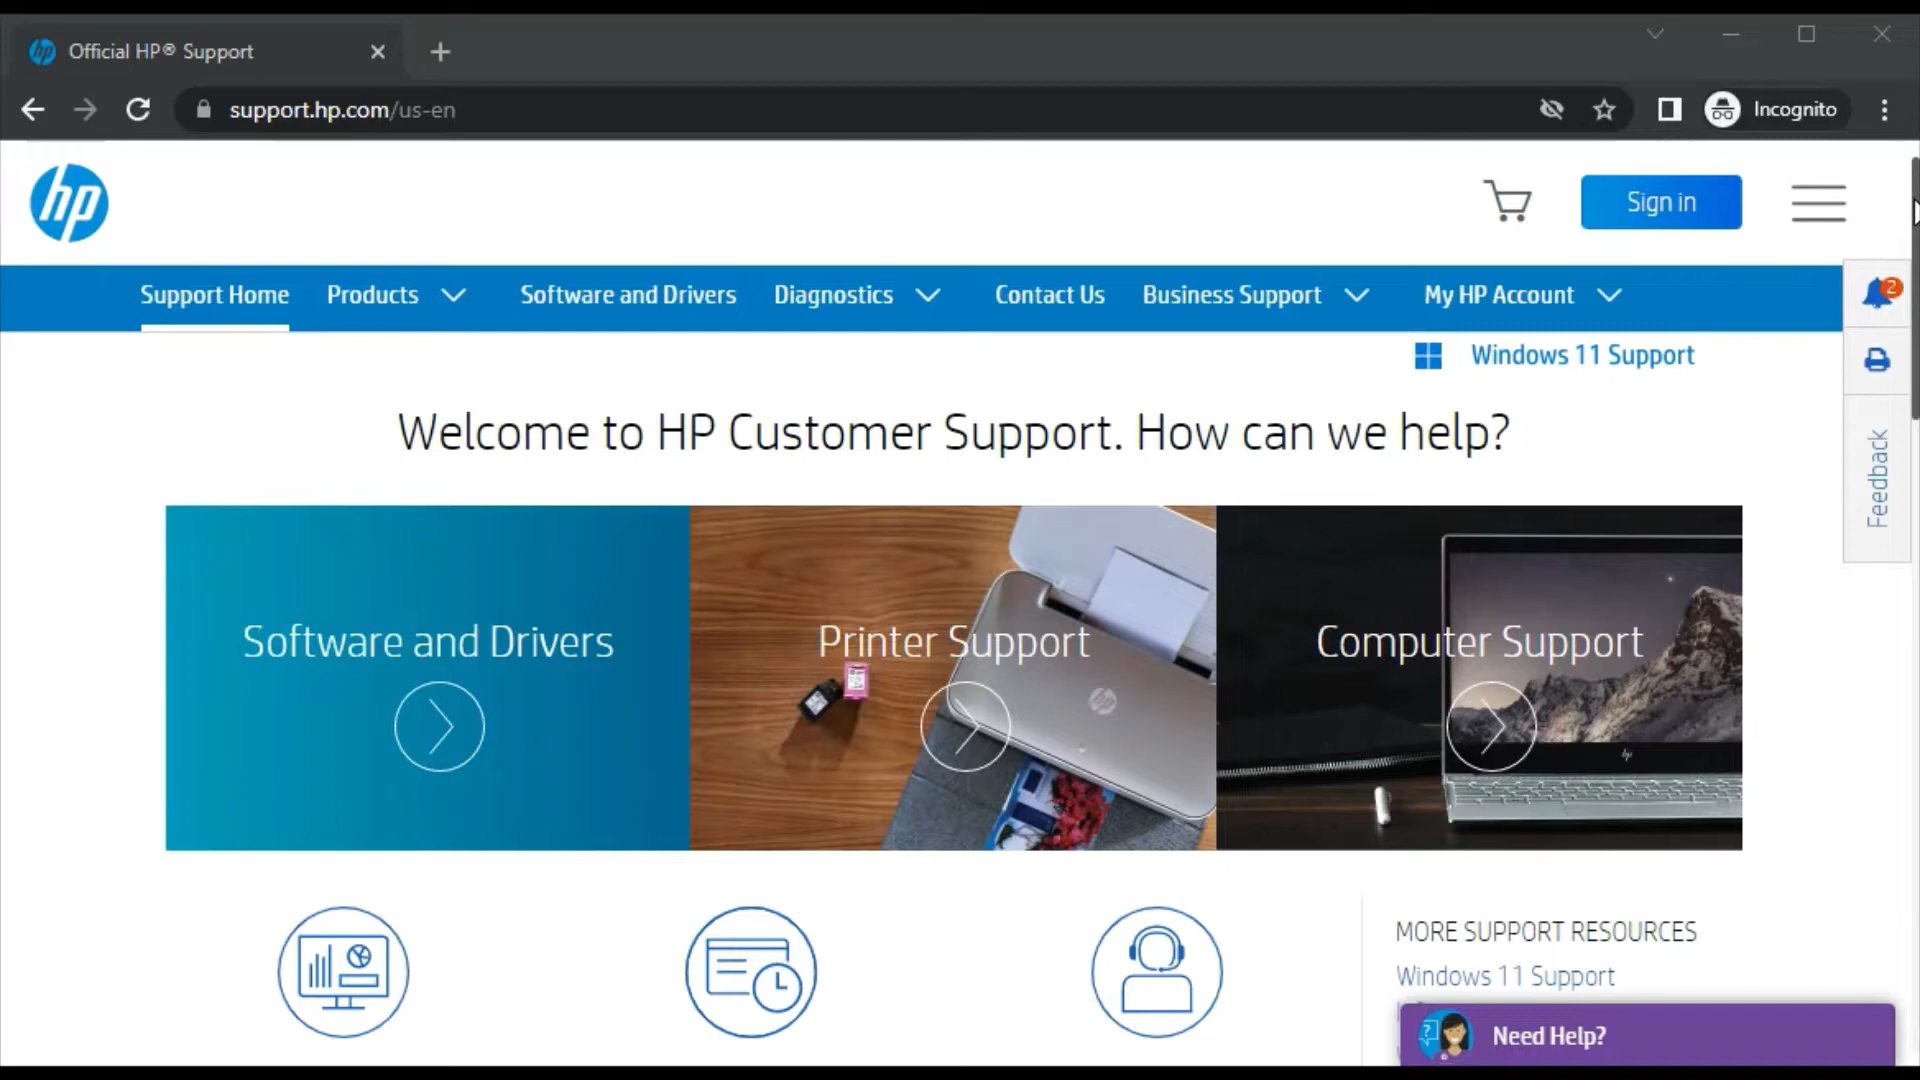 Official HP® Support
support.hp.com/us-en
Incognito
hp
Sign in
Support Home
Products
Software and Drivers
Diagnostics
Contact Us
Business Support
My HP Account
2
Windows 11 Support
Welcome to HP Customer Support. How can we help?
Feedback
Software and Drivers
Printer Support
Computer Support
MORE SUPPORT RESOURCES
Windows 11 Support
Need Help?